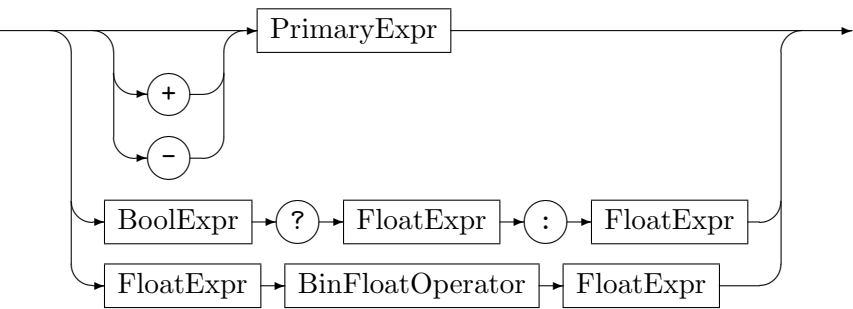 PrimaryExpr
+
-
BoolExpr ? FloatExpr : FloatExpr
FloatExpr BinFloatOperator FloatExpr